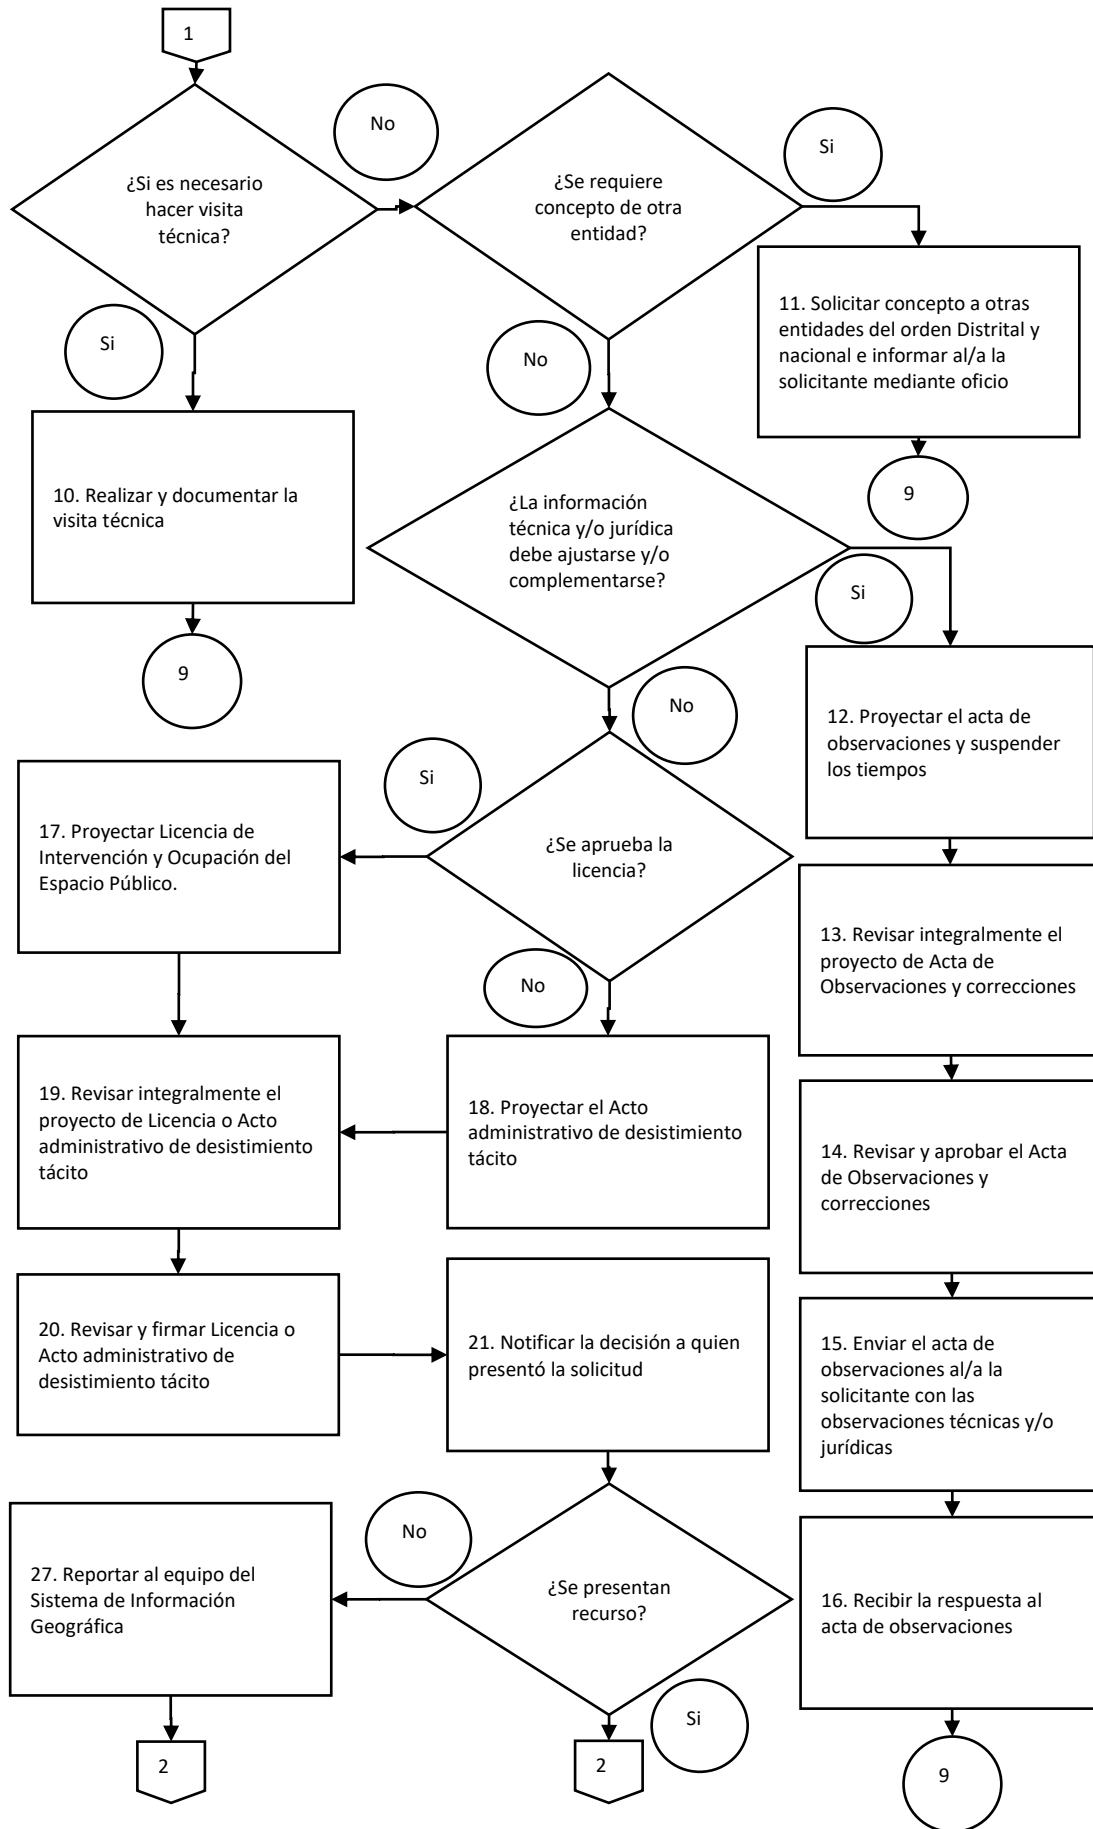 1
¿Si es necesario
hacer visita
técnica?
No
¿Se requiere
concepto de otra
entidad?
Si
11. Solicitar concepto a otras
entidades del orden Distrital y
nacional e informar al/a la
solicitante mediante oficio
9
Si
10. Realizar y documentar la
visita técnica
9
No
¿La información
técnica y/o jurídica
debe ajustarse y/o
complementarse?
Si
12. Proyectar el acta de
observaciones y suspender
los tiempos
No
Si
¿Se aprueba la
licencia?
17. Proyectar Licencia de
Intervención y Ocupación del
Espacio Público.
13. Revisar integralmente el
proyecto de Acta de
Observaciones y correcciones
No
19. Revisar integralmente el
proyecto de Licencia o Acto
administrativo de desistimiento
tácito
18. Proyectar el Acto
administrativo de desistimiento
tácito
14. Revisar y aprobar el Acta
de Observaciones y
correcciones
20. Revisar y firmar Licencia o
Acto administrativo de
desistimiento tácito
21. Notificar la decisión a quien
presentó la solicitud
15. Enviar el acta de
observaciones al/a la
solicitante con las
observaciones técnicas y/o
jurídicas
No
27. Reportar al equipo del
Sistema de Información
Geográfica
¿Se presentan
recurso?
16. Recibir la respuesta al
acta de observaciones
Si
2
2
9